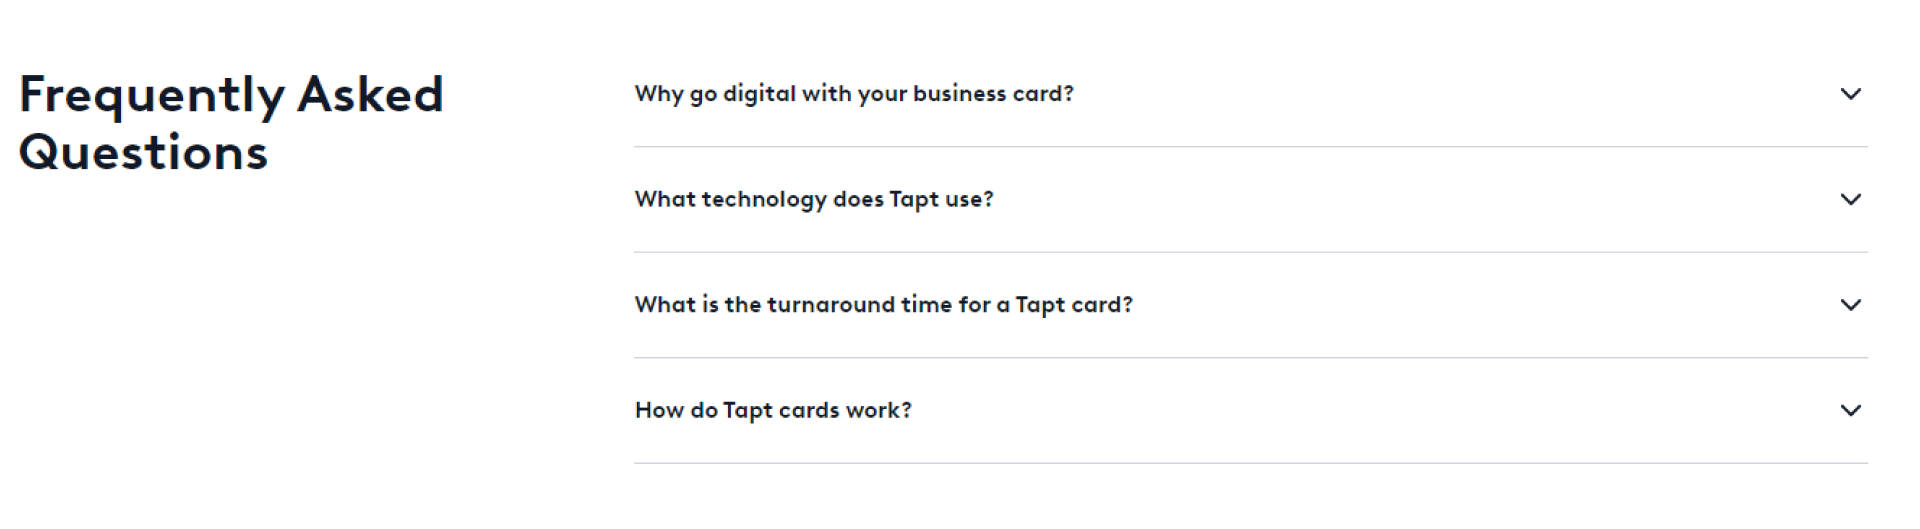 Frequently Asked
Questions
Why go digital with your business card?
What technology does Tapt use?
What is the turnaround time for a Tapt card?
How do Tapt cards work?